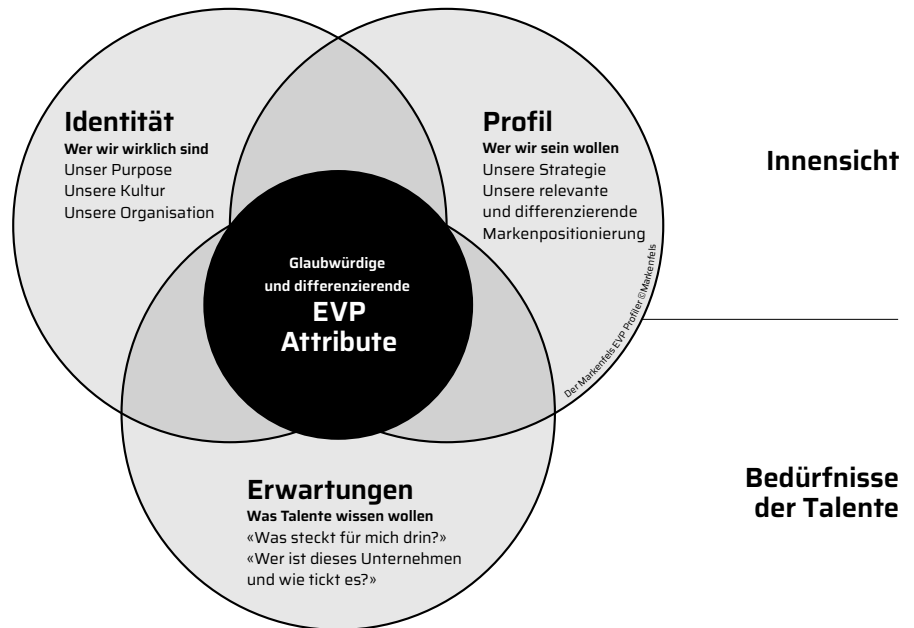 Identität
Wer wir wirklich sind
Unser Purpose
Unsere Kultur
Unsere Organisation
Profil
Wer wir sein wollen
Unsere Strategie
Unsere relevante
und differenzierende
Markenpositionierung
Innensicht
Glaubwürdige
und differenzierende
EVP
Attribute
Der Markenfels EVP Profiler ©Markenfels
Erwartungen
Was Talente wissen wollen
«Was steckt für mich drin?»
«Wer ist dieses Unternehmen
und wie tickt es?»
Bedürfnisse
der Talente